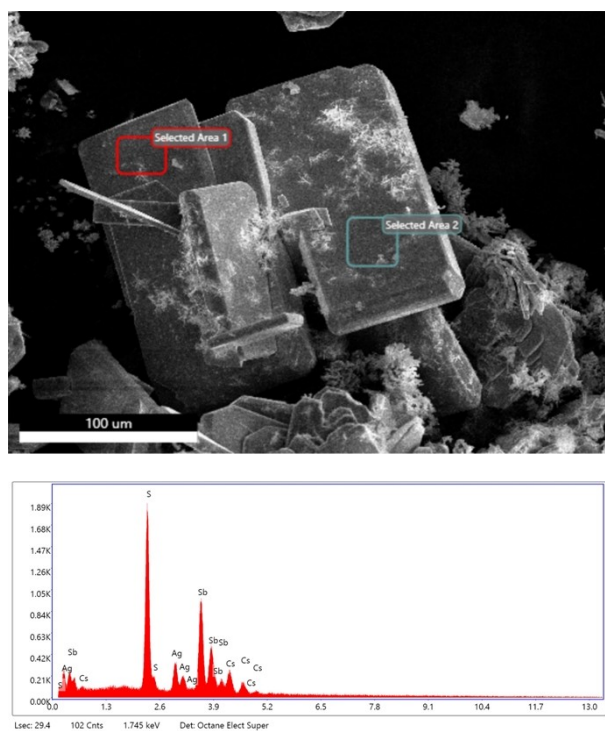 Selected Area 1
Selected Area 2
100 um
S
1.89K
1.68K
1.47K
1.26K
1.05K
0.84K
0.63K
0.42K
0.21K
0.00K
Sb
Sb
Sb
Sb
Ag
Ag
Ag
Ag
S
S
Sb
Cs
Cs
Cs
Cs
Cs
0.0 1.3 2.6 3.9 5.2 6.5 7.8 9.1 10.4 11.7 13.0
Lsec: 29.4 102 Cnts 1.745 keV Det: Octane Elect Super